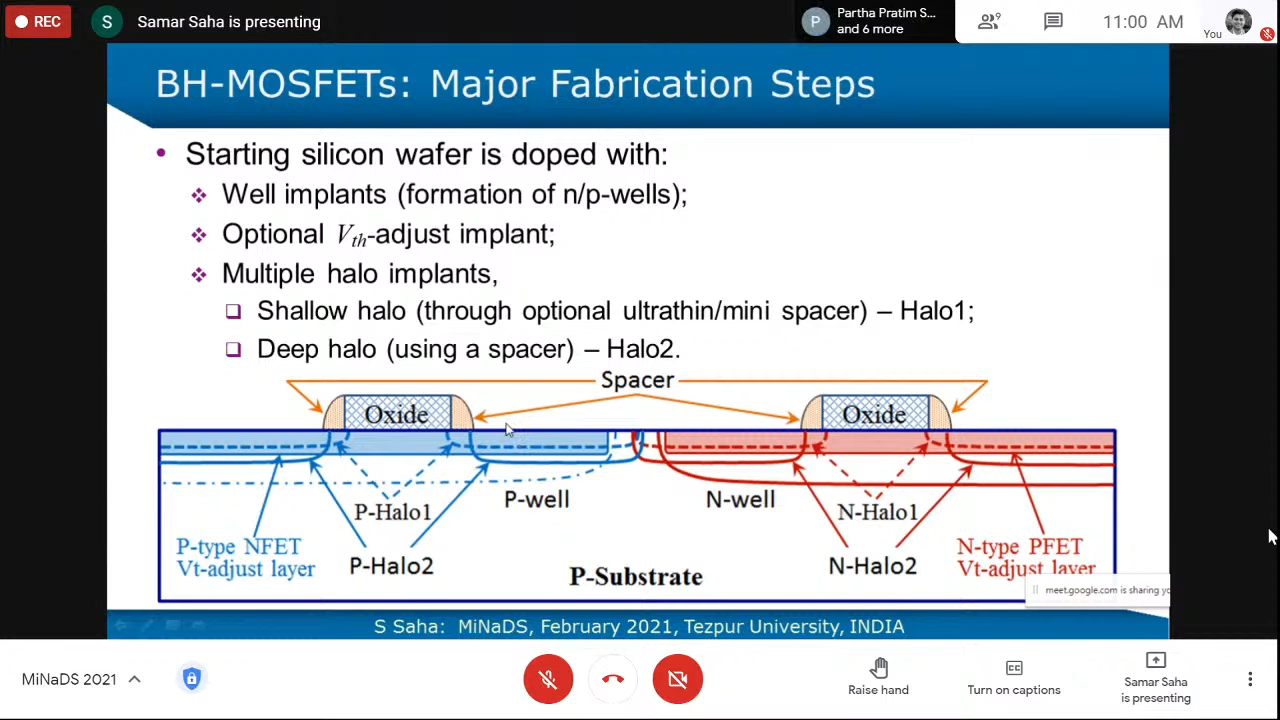 REC
S
Samar Saha is presenting
P
Partha Pratim S...
and 6 more
9
11:00 AM
You
BH-MOSFETs: Major Fabrication Steps
Starting silicon wafer is doped with:
Well implants (formation of n/p-wells);
Optional Vth-adjust implant;
Multiple halo implants,
Shallow halo (through optional ultrathin/mini spacer) – Halo1;
Deep halo (using a spacer) – Halo2.
Spacer
Oxide
Oxide
P-well
N-well
P-Halo1
N-Halo1
P-type NFET
Vt-adjust layer
P-Halo2
P-Substrate
N-Halo2
N-type PFET
Vt-adjust layer
meet.google.com is sharing yo
S Saha: MiNaDS, February 2021, Tezpur University, INDIA
MiNaDS 2021
Raise hand
CC
Turn on captions
Samar Saha
is presenting